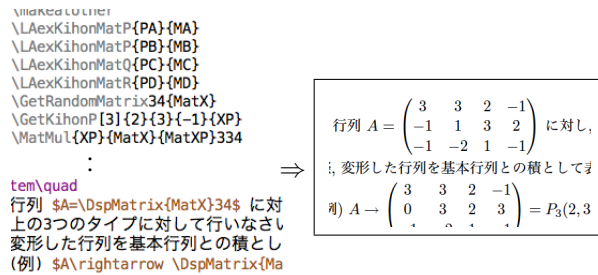 \makeatother
\LAexKihonMatP{PA}{MA}
\LAexKihonMatP{PB}{MB}
\LAexKihonMatQ{PC}{MC}
\LAexKihonMatR{PD}{MD}
\GetRandomMatrix34{MatX}
\GetKihonP[3]{2}{3}{-1}{XP}
\MatMul{XP}{MatX}{MatXP}334
:
tem\quad
行列 $A=\DspMatrix{MatX}34$ に対
上の3つのタイプに対して行いなさい
変形した行列を基本行列との積とし
(例) $A\rightarrow \DspMatrix{Ma
⇒
3 3 2 −1
行列 A = −1 1 3 2 に対し,
−1 −2 1 −1
, 変形した行列を基本行列との積として
3 3 2 −1
例) A → 0 3 2 3 = P₃(2, 3